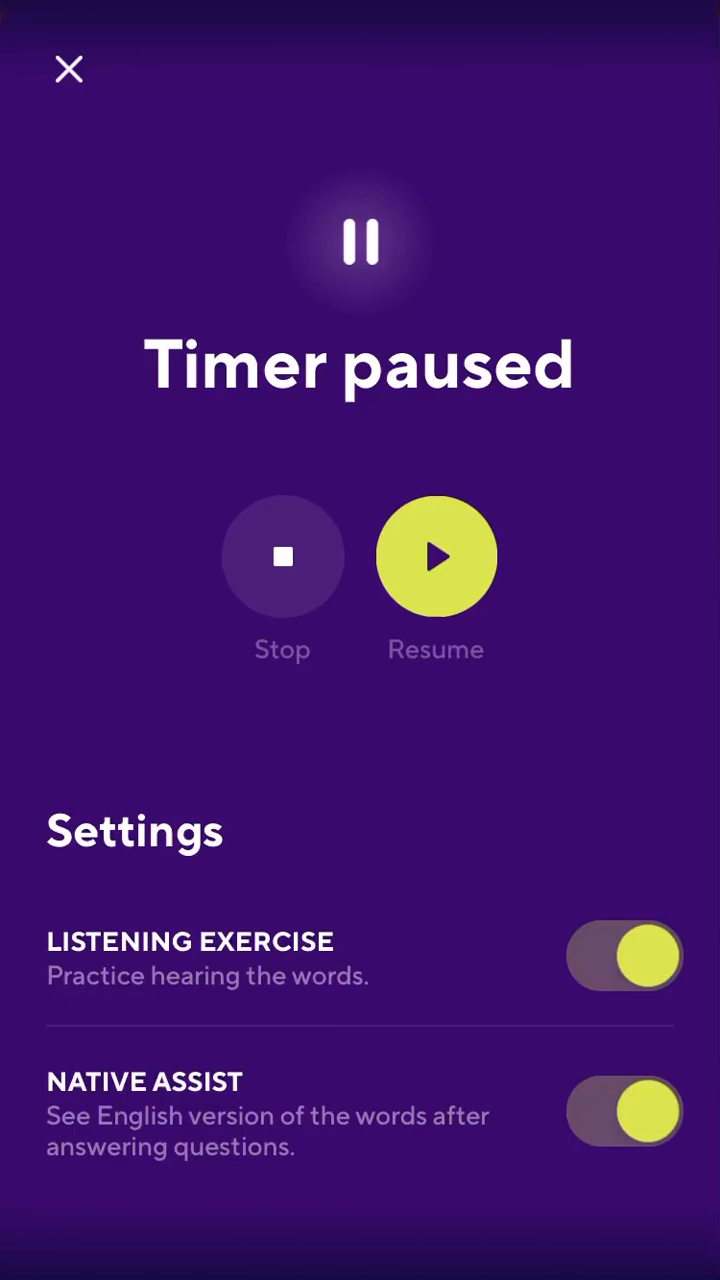 Timer paused
Stop
Resume
Settings
LISTENING EXERCISE
Practice hearing the words.
NATIVE ASSIST
See English version of the words after
answering questions.